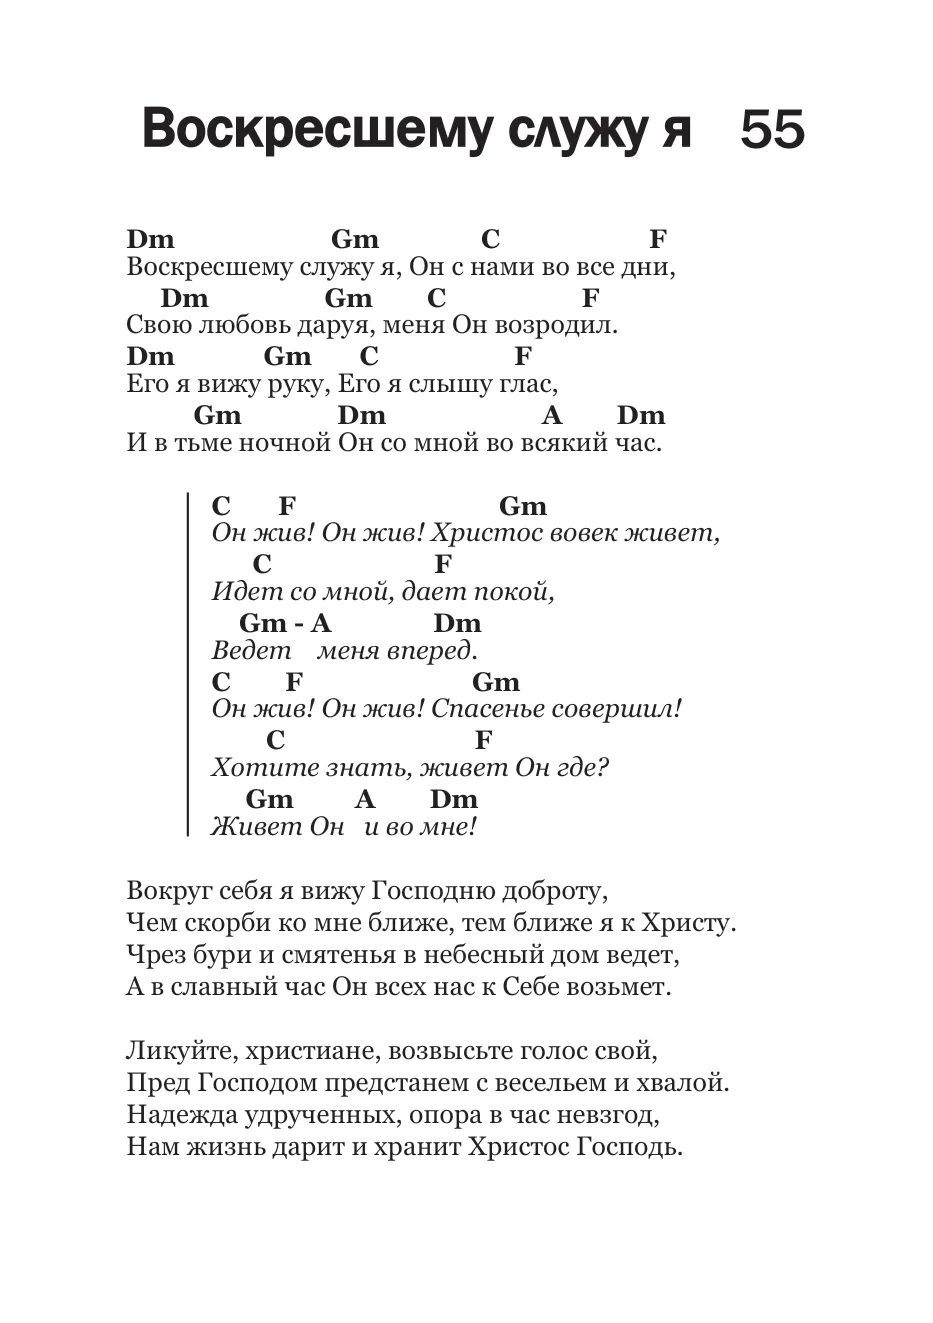 Воскресшему служу я 55
Dm Gm C F
Воскресшему служу я, Он с нами во все дни,
Dm Gm C F
Свою любовь даруя, меня Он возродил.
Dm Gm C F
Его я вижу руку, Его я слышу глас,
Gm Dm A Dm
И в тьме ночной Он со мной во всякий час.
C F Gm
Он жив! Он жив! Христос вовек живет,
C F
Идет со мной, дает покой,
Gm - A Dm
Ведет меня вперед.
C F Gm
Он жив! Он жив! Спасенье совершил!
C F
Хотите знать, живет Он где?
Gm A Dm
Живет Он и во мне!
Вокруг себя я вижу Господню доброту,
Чем скорби ко мне ближе, тем ближе я к Христу.
Чрез бури и смятенья в небесный дом ведет,
А в славный час Он всех нас к Себе возьмет.
Ликуйте, христиане, возвысьте голос свой,
Пред Господом предстанем с весельем и хвалой.
Надежда удрученных, опора в час невзгод,
Нам жизнь дарит и хранит Христос Господь.